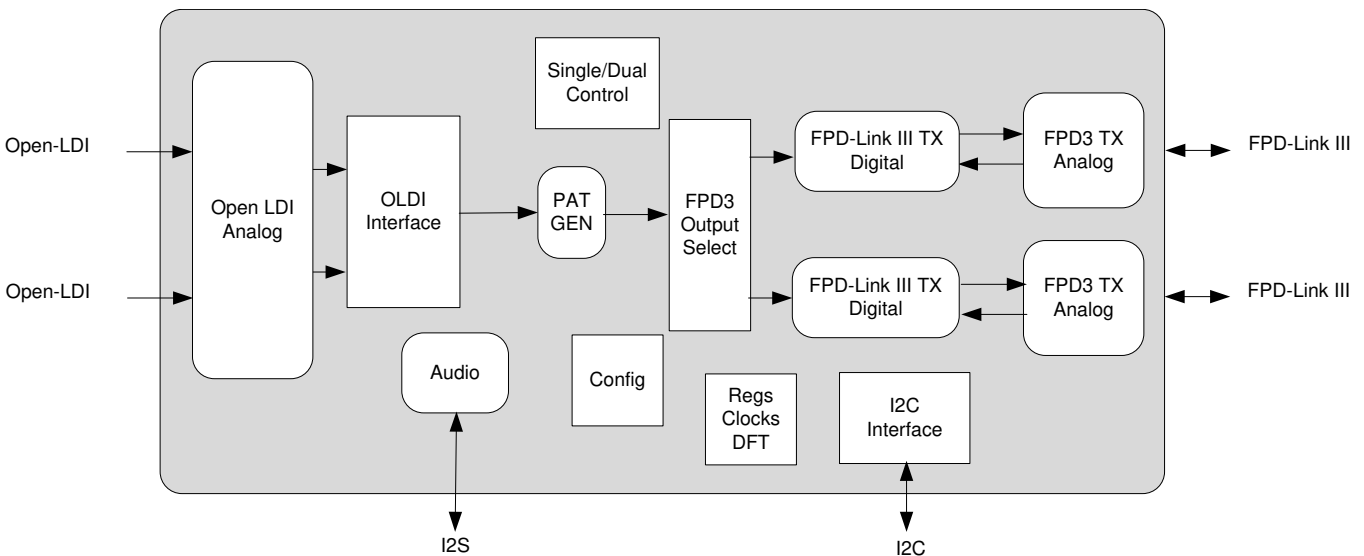 Single/Dual
Control
Open-LDI
Open-LDI
Open LDI
Analog
OLDI
Interface
PAT
GEN
FPD3
Output
Select
FPD-Link III TX
Digital
FPD3 TX
Analog
FPD-Link III
FPD-Link III TX
Digital
FPD3 TX
Analog
FPD-Link III
Audio
Config
Regs
Clocks
DFT
I2C
Interface
I2S
I2C